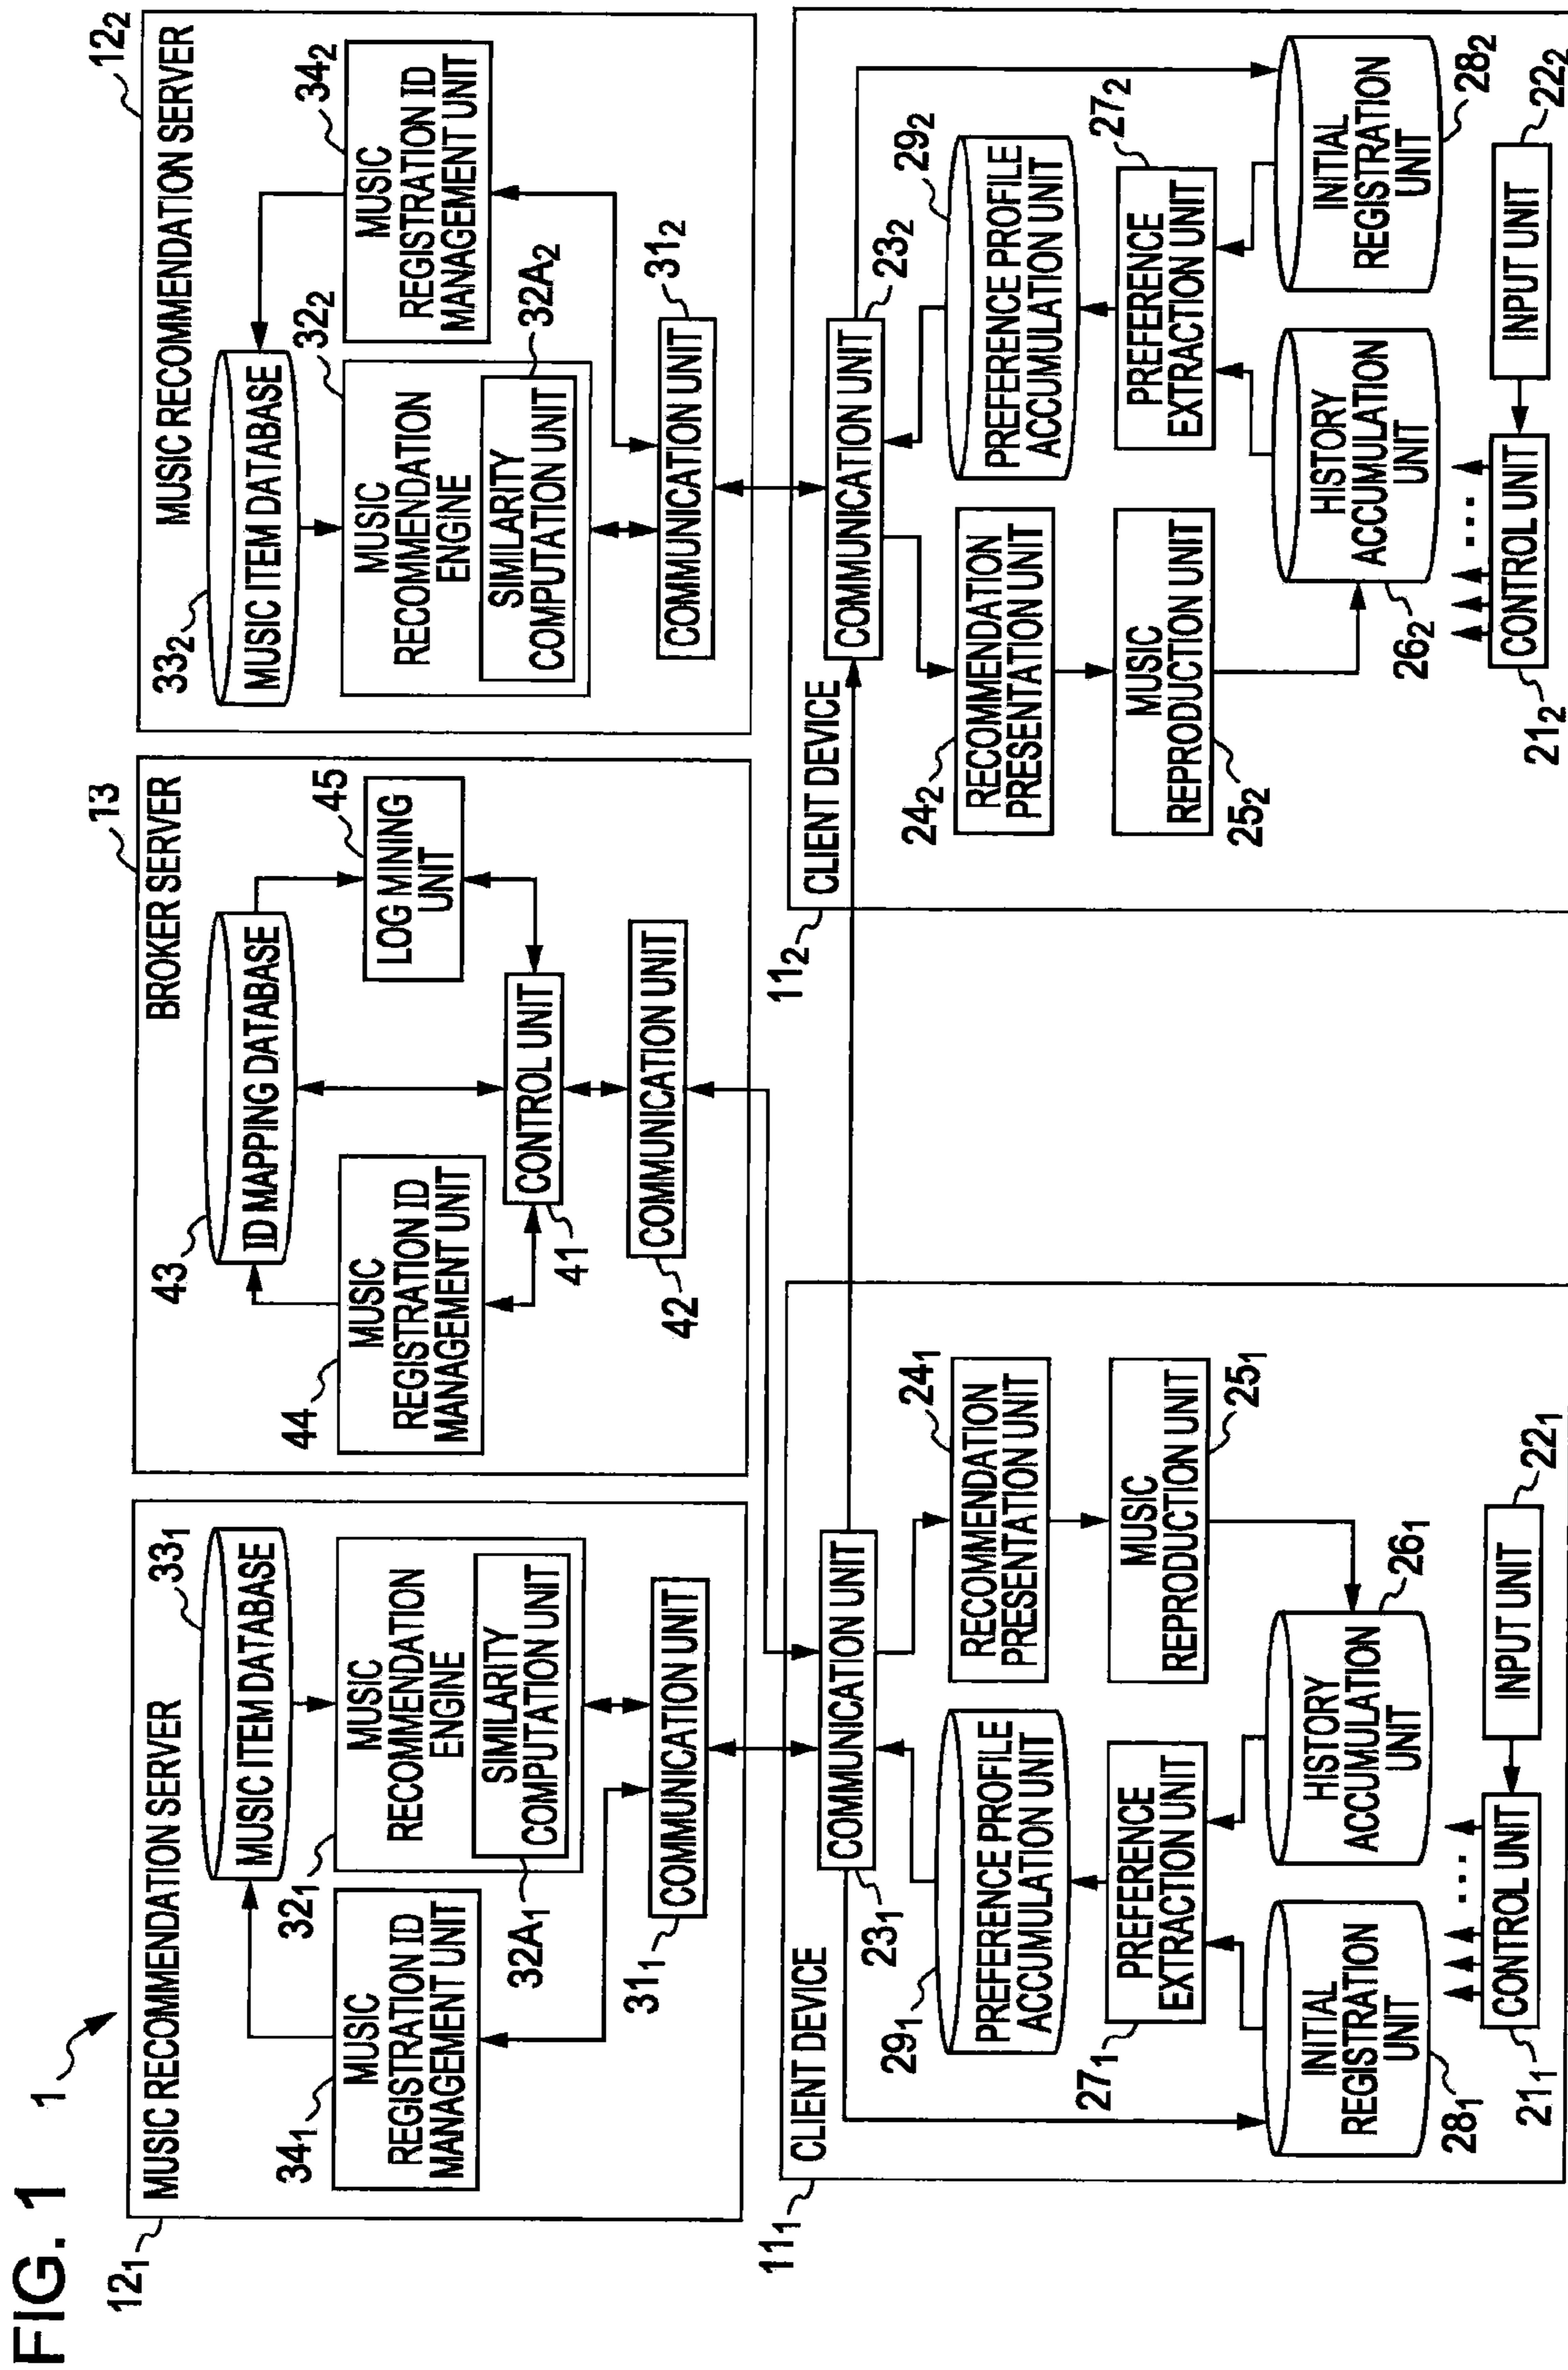 FIG. 1
1
12₁
MUSIC RECOMMENDATION SERVER
33₁
MUSIC ITEM DATABASE
34₁
MUSIC
REGISTRATION ID
MANAGEMENT UNIT
32₁
MUSIC
RECOMMENDATION
ENGINE
32A₁
SIMILARITY
COMPUTATION UNIT
31₁
COMMUNICATION UNIT
13
BROKER SERVER
43
ID MAPPING DATABASE
44
MUSIC
REGISTRATION ID
MANAGEMENT UNIT
45
LOG MINING
UNIT
CONTROL UNIT
41
COMMUNICATION UNIT
42
12₂
MUSIC RECOMMENDATION SERVER
33₂
MUSIC ITEM DATABASE
32₂
MUSIC
RECOMMENDATION
ENGINE
SIMILARITY
COMPUTATION UNIT
32A₂
34₂
MUSIC
REGISTRATION ID
MANAGEMENT UNIT
31₂
COMMUNICATION UNIT
11₁
CLIENT DEVICE
COMMUNICATION UNIT
23₁
29₁
PREFERENCE PROFILE
ACCUMULATION UNIT
24₁
RECOMMENDATION
PRESENTATION UNIT
27₁
PREFERENCE
EXTRACTION UNIT
MUSIC
REPRODUCTION UNIT
25₁
INITIAL
REGISTRATION
UNIT
28₁
HISTORY
ACCUMULATION
UNIT
26₁
CONTROL UNIT
21₁
INPUT UNIT
22₁
11₂
CLIENT DEVICE
COMMUNICATION UNIT
23₂
24₂
RECOMMENDATION
PRESENTATION UNIT
29₂
PREFERENCE PROFILE
ACCUMULATION UNIT
MUSIC
REPRODUCTION UNIT
25₂
PREFERENCE
EXTRACTION UNIT
27₂
HISTORY
ACCUMULATION
UNIT
26₂
INITIAL
REGISTRATION
UNIT
28₂
CONTROL UNIT
21₂
INPUT UNIT
22₂